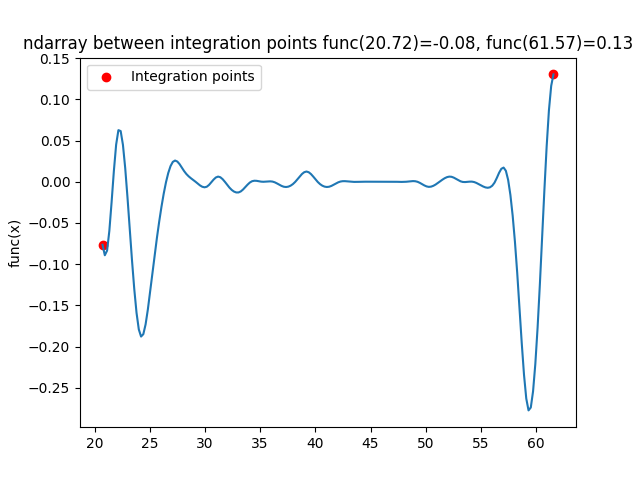 ndarray between integration points func(20.72)=-0.08, func(61.57)=0.13
Integration points
func(x)
0.15
0.10
0.05
0.00
−0.05
−0.10
−0.15
−0.20
−0.25
20 25 30 35 40 45 50 55 60